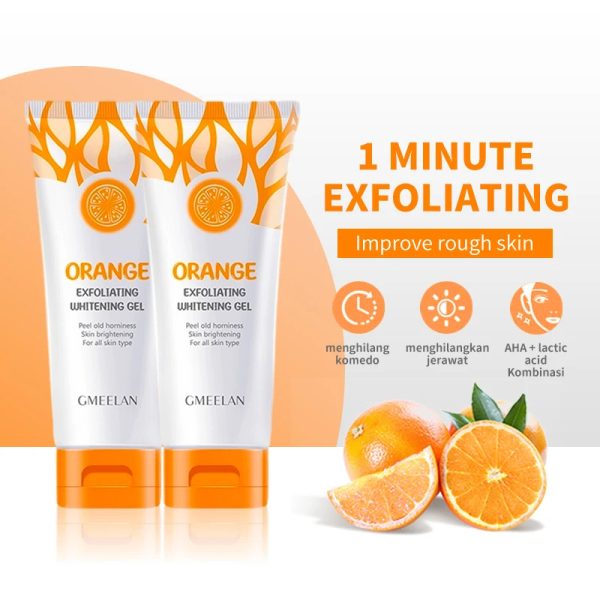 ORANGE
EXFOLIATING
WHITENING GEL
Peel old horniness
Skin brightening
For all skin type
GMEELAN
ORANGE
EXFOLIATING
WHITENING GEL
Peel old horniness
Skin brightening
For all skin type
GMEELAN
1 MINUTE
EXFOLIATING
Improve rough skin
menghilang
komedo
menghilangkan
jerawat
AHA + lactic
acid
Kombinasi